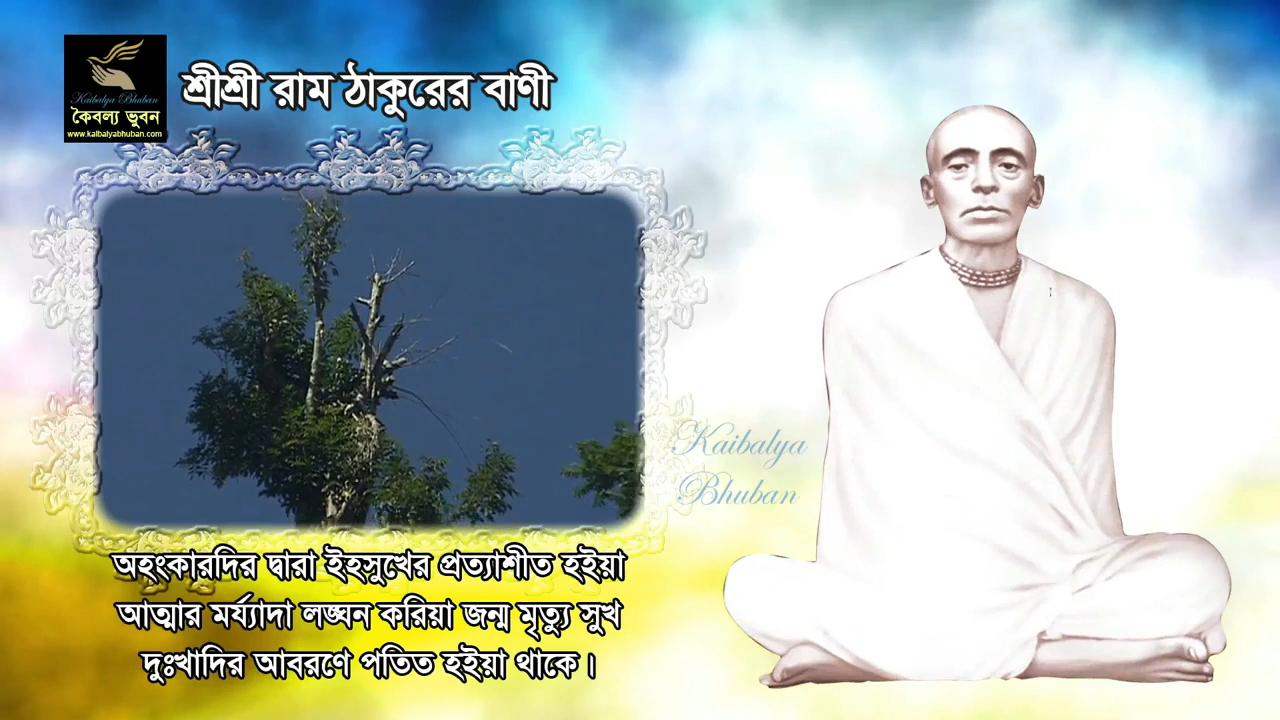 শ্রীশ্রী রাম ঠাকুরের বাণী
Kaibalya Bhuban
কৈবল্য ভুবন
www.kaibalyabhuban.com
Kaibalya
Bhuban
অহংকারদির দ্বারা ইহসুখের প্রত্যাশীত হ্ইয়া
আত্মার মর্য্যাদা লঙ্ঘন করিয়া জন্ম মৃত্যু সুখ
দুঃখাদির আবরণে পতিত হইয়া থাকে।